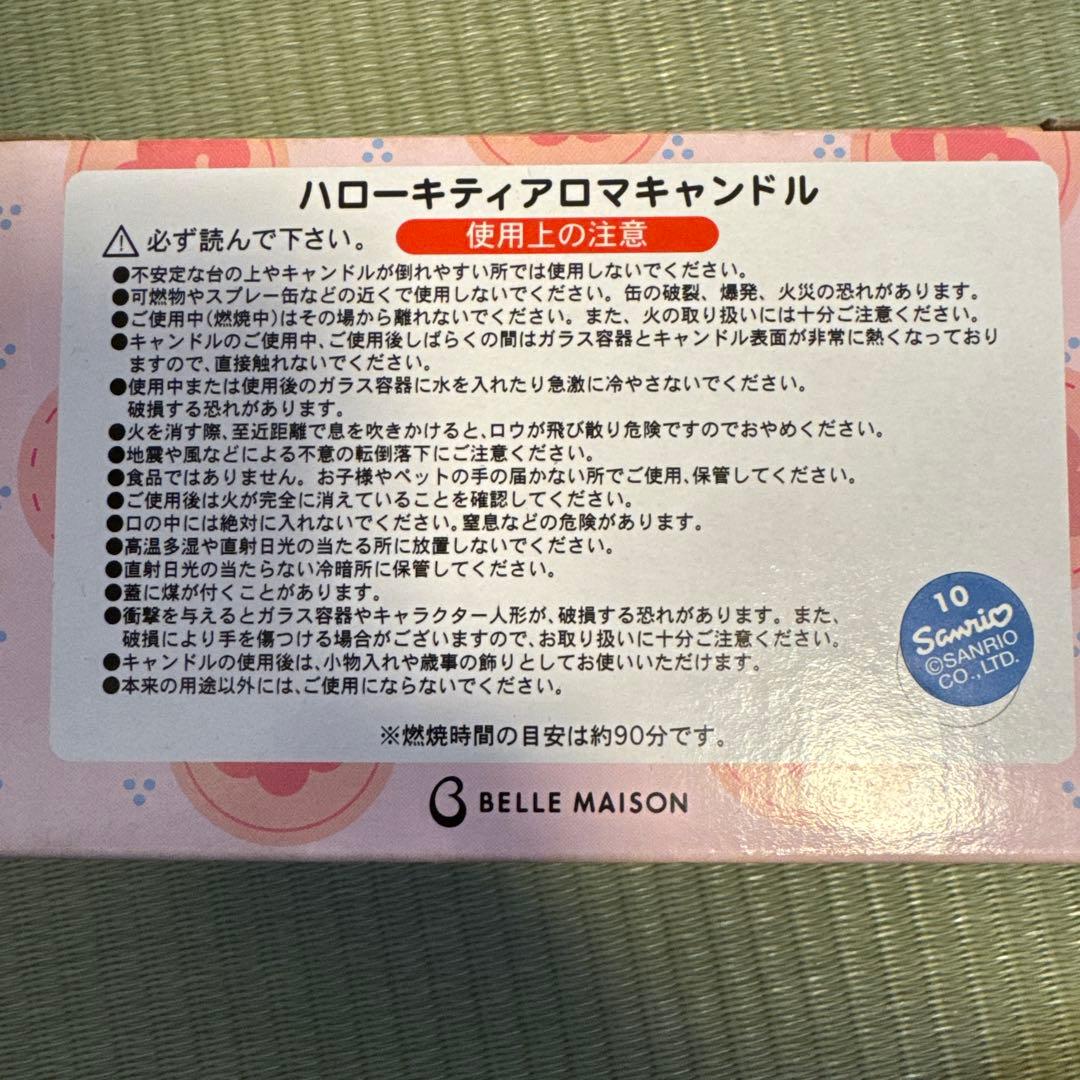 ハローキティアロマキャンドル
必ず読んで下さい。 使用上の注意
●不安定な台の上やキャンドルが倒れやすい所では使用しないでください。
●可燃物やスプレー缶などの近くで使用しないでください。缶の破裂、爆発、火災の恐れがあります。
●ご使用中(燃焼中)はその場から離れないでください。また、火の取り扱いには十分ご注意ください。
●キャンドルのご使用中、ご使用後しばらくの間はガラス容器とキャンドル表面が非常に熱くなっており
ますので、直接触れないでください。
●使用中または使用後のガラス容器に水を入れたり急激に冷やさないでください。
破損する恐れがあります。
●火を消す際、至近距離で息を吹きかけると、ロウが飛び散り危険ですのでおやめください。
●地震や風などによる不意の転倒落下にご注意ください。
●食品ではありません。お子様やペットの手の届かない所でご使用、保管してください。
●ご使用後は火が完全に消えていることを確認してください。
●口の中には絶対に入れないでください。窒息などの危険があります。
●高温多湿や直射日光の当たる所に放置しないでください。
●直射日光の当たらない冷暗所に保管してください。
●蓋に煤が付くことがあります。
●衝撃を与えるとガラス容器やキャラクター人形が、破損する恐れがあります。また、
破損により手を傷つける場合がございますので、お取り扱いに十分ご注意ください。
●キャンドルの使用後は、小物入れや歳事の飾りとしてお使いいただけます。
●本来の用途以外には、ご使用にならないでください。
10
Sanrio
©SANRIO
CO.,LTD.
※燃焼時間の目安は約90分です。
BELLE MAISON